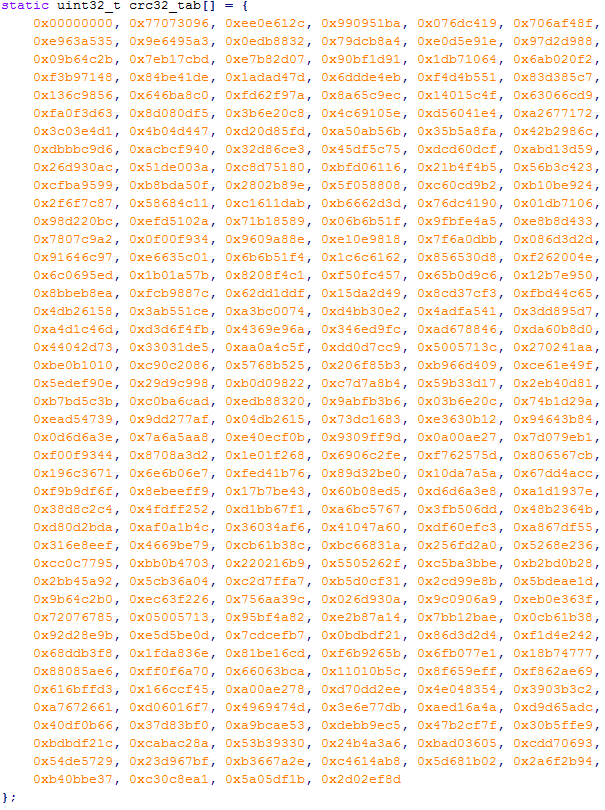 static uint32_t crc32_tab[] = {
0x00000000, 0x77073096, 0xee0e612c, 0x990951ba, 0x076dc419, 0x706af48f,
0xe963a535, 0x9e6495a3, 0x0edb8832, 0x79dcb8a4, 0xe0d5e91e, 0x97d2d988,
0x09b64c2b, 0x7eb17cbd, 0xe7b82d07, 0x90bf1d91, 0x1db71064, 0x6ab020f2,
0xf3b97148, 0x84be41de, 0x1adad47d, 0x6ddde4eb, 0xf4d4b551, 0x83d385c7,
0x136c9856, 0x646ba8c0, 0xfd62f97a, 0x8a65c9ec, 0x14015c4f, 0x63066cd9,
0xfa0f3d63, 0x8d080df5, 0x3b6e20c8, 0x4c69105e, 0xd56041e4, 0xa2677172,
0x3c03e4d1, 0x4b04d447, 0xd20d85fd, 0xa50ab56b, 0x35b5a8fa, 0x42b2986c,
0xdbbbc9d6, 0xacbcf940, 0x32d86ce3, 0x45df5c75, 0xdcd60dcf, 0xabd13d59,
0x26d930ac, 0x51de003a, 0xc8d75180, 0xbfd06116, 0x21b4f4b5, 0x56b3c423,
0xcfba9599, 0xb8bda50f, 0x2802b89e, 0x5f058808, 0xc60cd9b2, 0xb10be924,
0x2f6f7c87, 0x58684c11, 0xc1611dab, 0xb6662d3d, 0x76dc4190, 0x01db7106,
0x98d220bc, 0xefd5102a, 0x71b18589, 0x06b6b51f, 0x9fbfe4a5, 0xe8b8d433,
0x7807c9a2, 0x0f00f934, 0x9609a88e, 0xe10e9818, 0x7f6a0dbb, 0x086d3d2d,
0x91646c97, 0xe6635c01, 0x6b6b51f4, 0x1c6c6162, 0x856530d8, 0xf262004e,
0x6c0695ed, 0x1b01a57b, 0x8208f4c1, 0xf50fc457, 0x65b0d9c6, 0x12b7e950,
0x8bbeb8ea, 0xfcb9887c, 0x62dd1ddf, 0x15da2d49, 0x8cd37cf3, 0xfbd44c65,
0x4db26158, 0x3ab551ce, 0xa3bc0074, 0xd4bb30e2, 0x4adfa541, 0x3dd895d7,
0xa4d1c46d, 0xd3d6f4fb, 0x4369e96a, 0x346ed9fc, 0xad678846, 0xda60b8d0,
0x44042d73, 0x33031de5, 0xaa0a4c5f, 0xdd0d7cc9, 0x5005713c, 0x270241aa,
0xbe0b1010, 0xc90c2086, 0x5768b525, 0x206f85b3, 0xb966d409, 0xce61e49f,
0x5edef90e, 0x29d9c998, 0xb0d09822, 0xc7d7a8b4, 0x59b33d17, 0x2eb40d81,
0xb7bd5c3b, 0xc0ba6cad, 0xedb88320, 0x9abfb3b6, 0x03b6e20c, 0x74b1d29a,
0xead54739, 0x9dd277af, 0x04db2615, 0x73dc1683, 0xe3630b12, 0x94643b84,
0x0d6d6a3e, 0x7a6a5aa8, 0xe40ecf0b, 0x9309ff9d, 0x0a00ae27, 0x7d079eb1,
0xf00f9344, 0x8708a3d2, 0x1e01f268, 0x6906c2fe, 0xf762575d, 0x806567cb,
0x196c3671, 0x6e6b06e7, 0xfed41b76, 0x89d32be0, 0x10da7a5a, 0x67dd4acc,
0xf9b9df6f, 0x8ebeeff9, 0x17b7be43, 0x60b08ed5, 0xd6d6a3e8, 0xa1d1937e,
0x38d8c2c4, 0x4fdff252, 0xd1bb67f1, 0xa6bc5767, 0x3fb506dd, 0x48b2364b,
0xd80d2bda, 0xaf0a1b4c, 0x36034af6, 0x41047a60, 0xdf60efc3, 0xa867df55,
0x316e8eef, 0x4669be79, 0xcb61b38c, 0xbc66831a, 0x256fd2a0, 0x5268e236,
0xcc0c7795, 0xbb0b4703, 0x220216b9, 0x5505262f, 0xc5ba3bbe, 0xb2bd0b28,
0x2bb45a92, 0x5cb36a04, 0xc2d7ffa7, 0xb5d0cf31, 0x2cd99e8b, 0x5bdeae1d,
0x9b64c2b0, 0xec63f226, 0x756aa39c, 0x026d930a, 0x9c0906a9, 0xeb0e363f,
0x72076785, 0x05005713, 0x95bf4a82, 0xe2b87a14, 0x7bb12bae, 0x0cb61b38,
0x92d28e9b, 0xe5d5be0d, 0x7cdcefb7, 0x0bdbdf21, 0x86d3d2d4, 0xf1d4e242,
0x68ddb3f8, 0x1fda836e, 0x81be16cd, 0xf6b9265b, 0x6fb077e1, 0x18b74777,
0x88085ae6, 0xff0f6a70, 0x66063bca, 0x11010b5c, 0x8f659eff, 0xf862ae69,
0x616bffd3, 0x166ccf45, 0xa00ae278, 0xd70dd2ee, 0x4e048354, 0x3903b3c2,
0xa7672661, 0xd06016f7, 0x4969474d, 0x3e6e77db, 0xaed16a4a, 0xd9d65adc,
0x40df0b66, 0x37d83bf0, 0xa9bcae53, 0xdebb9ec5, 0x47b2cf7f, 0x30b5ffe9,
0xbdbdf21c, 0xcabac28a, 0x53b39330, 0x24b4a3a6, 0xbad03605, 0xcdd70693,
0x54de5729, 0x23d967bf, 0xb3667a2e, 0xc4614ab8, 0x5d681b02, 0x2a6f2b94,
0xb40bbe37, 0xc30c8ea1, 0x5a05df1b, 0x2d02ef8d
};